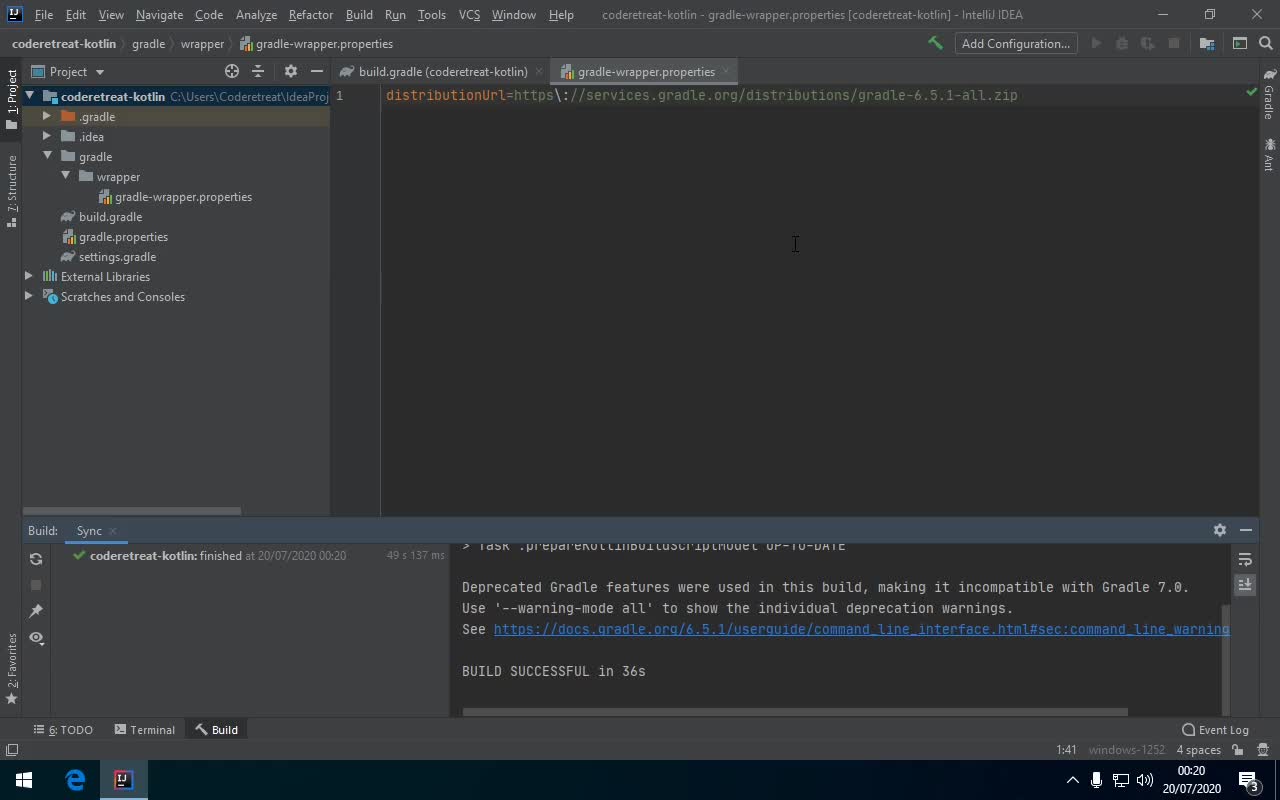 File Edit View Navigate Code Analyze Refactor Build Run Tools VCS Window Help coderetreat-kotlin - gradle-wrapper.properties [coderetreat-kotlin] - IntelliJ IDEA
coderetreat-kotlin gradle wrapper gradle-wrapper.properties Add Configuration...
Project build.gradle (coderetreat-kotlin) gradle-wrapper.properties
coderetreat-kotlin C:\Users\Coderetreat\IdeaProj
1 distributionUrl=https\://services.gradle.org/distributions/gradle-6.5.1-all.zip
.gradle
.idea
gradle
wrapper
gradle-wrapper.properties
build.gradle
gradle.properties
settings.gradle
External Libraries
Scratches and Consoles
1: Project
7: Structure
2: Favorites
Gradle
Ant
Build: Sync
coderetreat-kotlin: finished at 20/07/2020 00:20 49 s 137 ms
> Task :prepareKotlinBuildScriptModel UP-TO-DATE
Deprecated Gradle features were used in this build, making it incompatible with Gradle 7.0.
Use '--warning-mode all' to show the individual deprecation warnings.
See https://docs.gradle.org/6.5.1/userguide/command_line_interface.html#sec:command_line_warning
BUILD SUCCESSFUL in 36s
6: TODO Terminal Build Event Log
1:41 windows-1252 4 spaces
00:20
20/07/2020
3